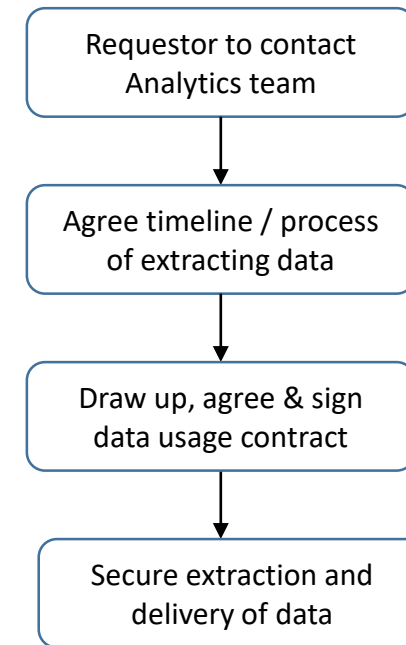 Requestor to contact
Analytics team
Agree timeline / process
of extracting data
Draw up, agree & sign
data usage contract
Secure extraction and
delivery of data